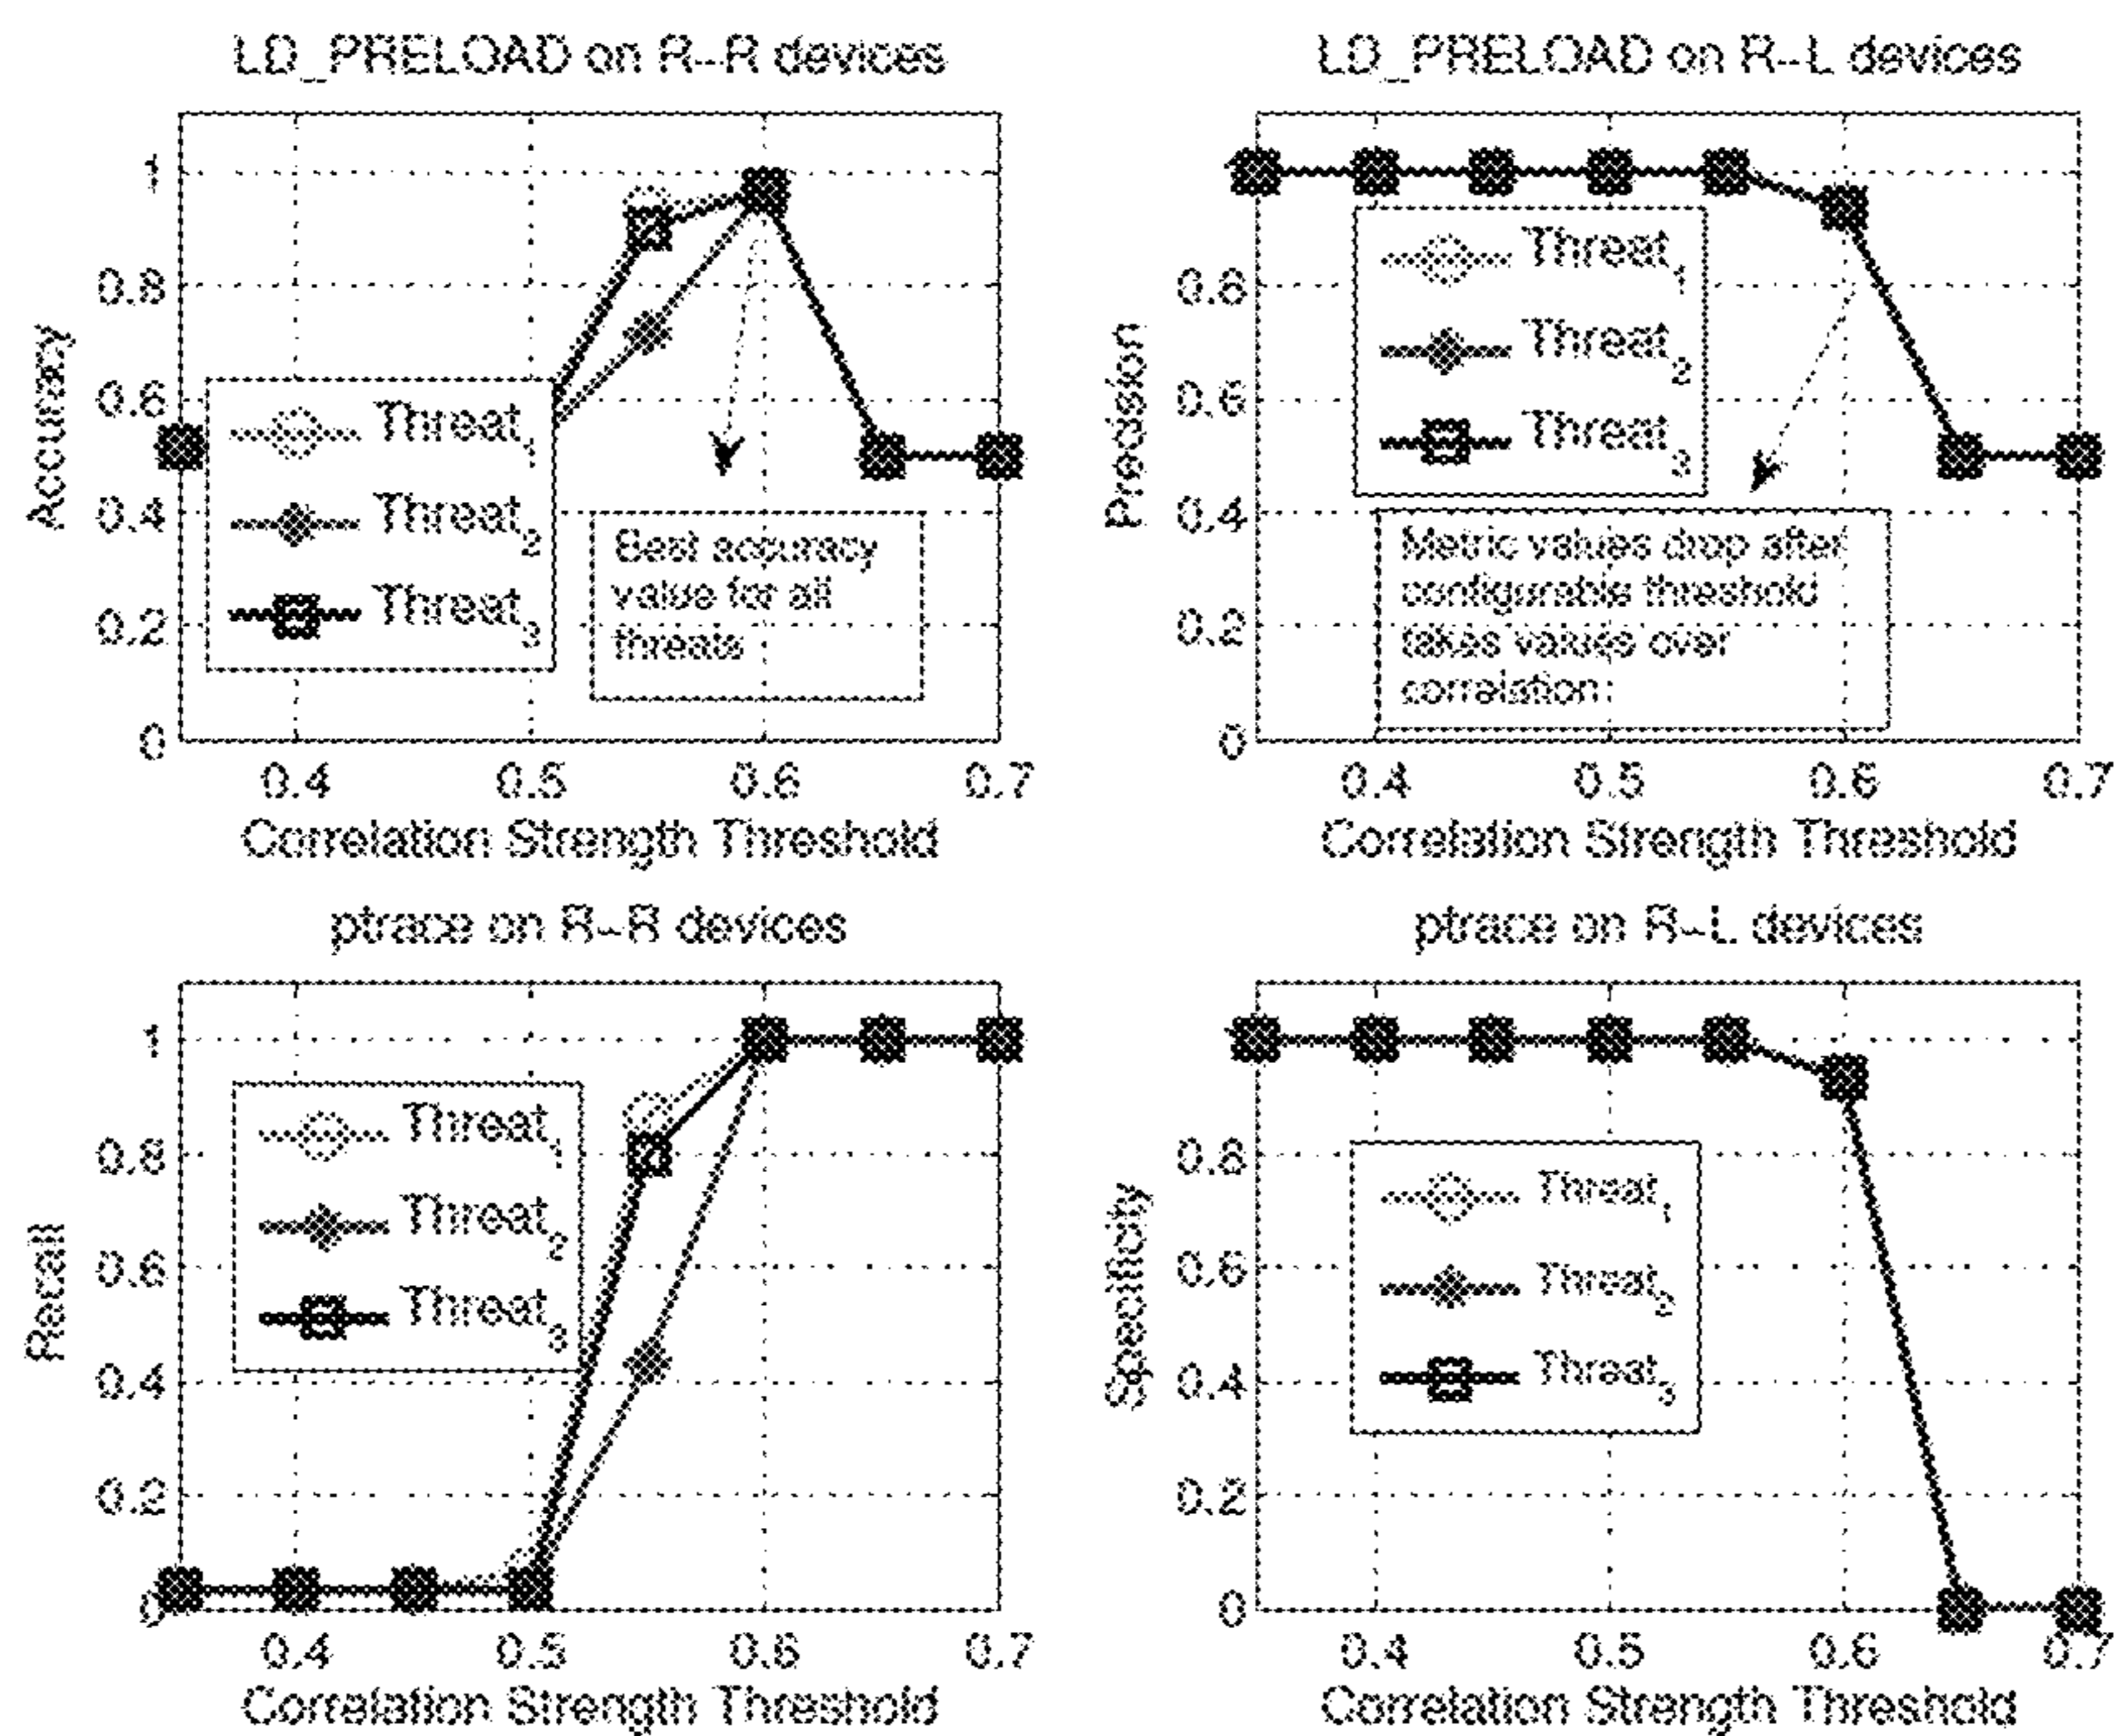 LD_PRELOAD on R-R devices
Accuracy
1
0.8
0.6
0.4
0.2
0
Threat1
Threat2
Threat3
Best accuracy
value for all
threats
0.4 0.5 0.6 0.7
Correlation Strength Threshold
LD_PRELOAD on R-L devices
Precision
0.8
0.6
0.4
0.2
0
Threat1
Threat2
Threat3
Metric values drop after
configurable threshold
takes values over
correlation
0.4 0.5 0.6 0.7
Correlation Strength Threshold
ptrace on R-R devices
Recall
1
0.8
0.6
0.4
0.2
0
Threat1
Threat2
Threat3
0.4 0.5 0.6 0.7
Correlation Strength Threshold
ptrace on R-L devices
Specificity
0.8
0.6
0.4
0.2
0
Threat1
Threat2
Threat3
0.4 0.5 0.6 0.7
Correlation Strength Threshold